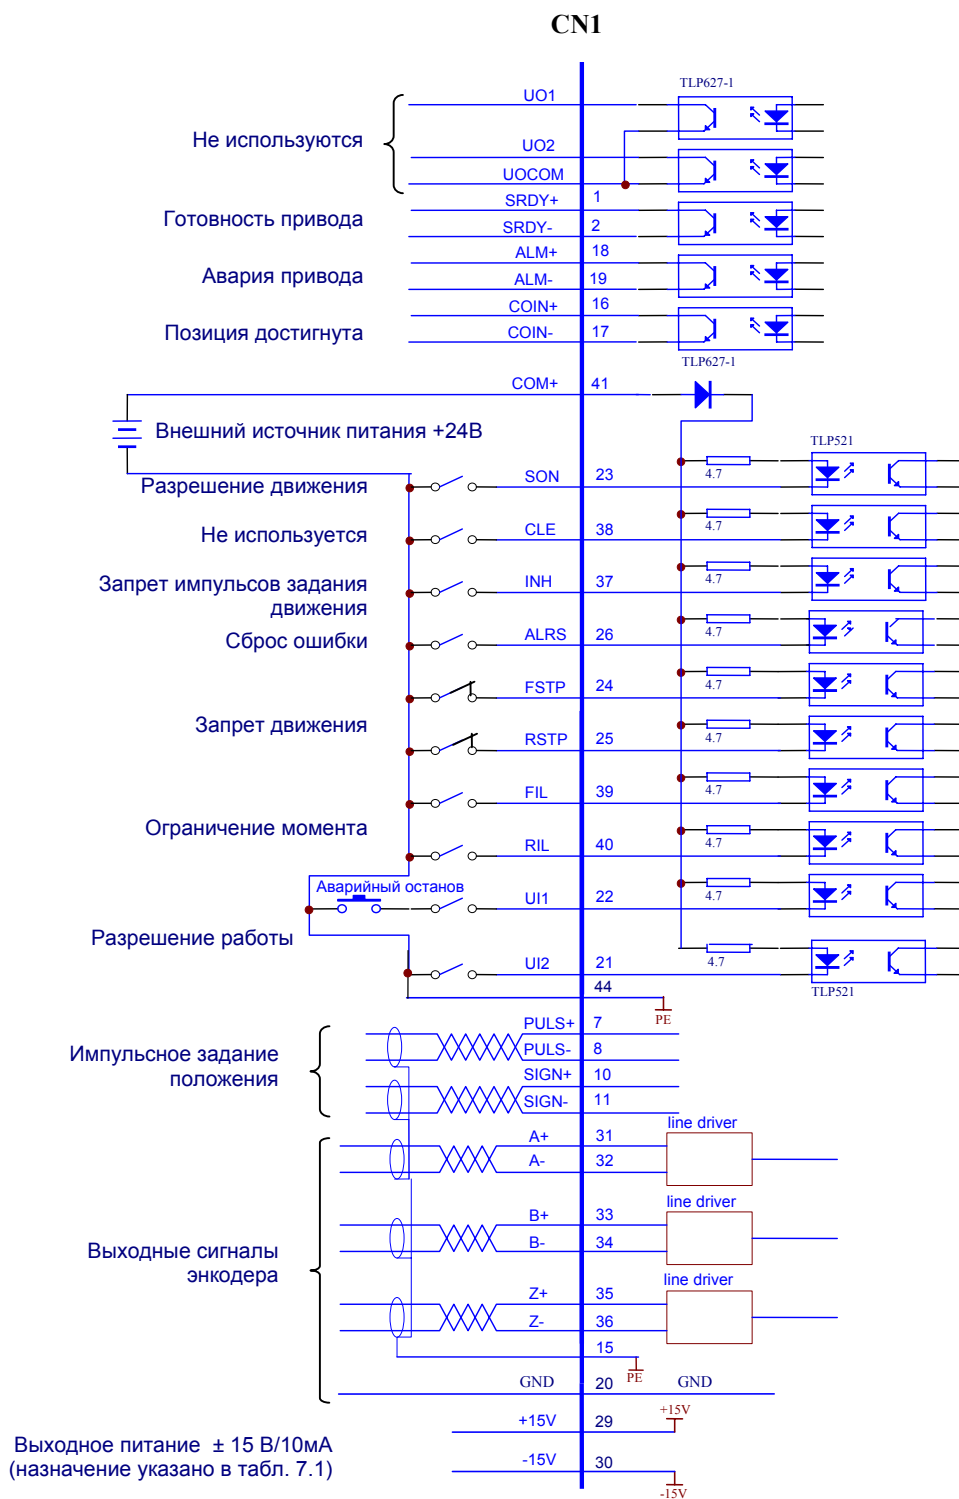 CN1
TLP627-1
UO1
Не используются
UO2
UOCOM
SRDY+ 1
Готовность привода
SRDY- 2
ALM+ 18
Авария привода
ALM- 19
COIN+ 16
Позиция достигнута
COIN- 17
TLP627-1
COM+ 41
Внешний источник питания +24В
TLP521
Разрешение движения
SON 23
4.7
Не используется
CLE 38
4.7
Запрет импульсов задания
движения
INH 37
4.7
Сброс ошибки
ALRS 26
4.7
FSTP 24
4.7
Запрет движения
RSTP 25
4.7
FIL 39
4.7
Ограничение момента
RIL 40
4.7
Аварийный останов
UI1 22
4.7
Разрешение работы
UI2 21
4.7
TLP521
44
PE
PULS+ 7
Импульсное задание
положения
PULS- 8
SIGN+ 10
SIGN- 11
line driver
A+ 31
A- 32
line driver
B+ 33
B- 34
Выходные сигналы
энкодера
line driver
Z+ 35
Z- 36
15
PE
GND 20 GND
+15V 29 +15V
Выходное питание ± 15 В/10мА
(назначение указано в табл. 7.1)
-15V 30
-15V